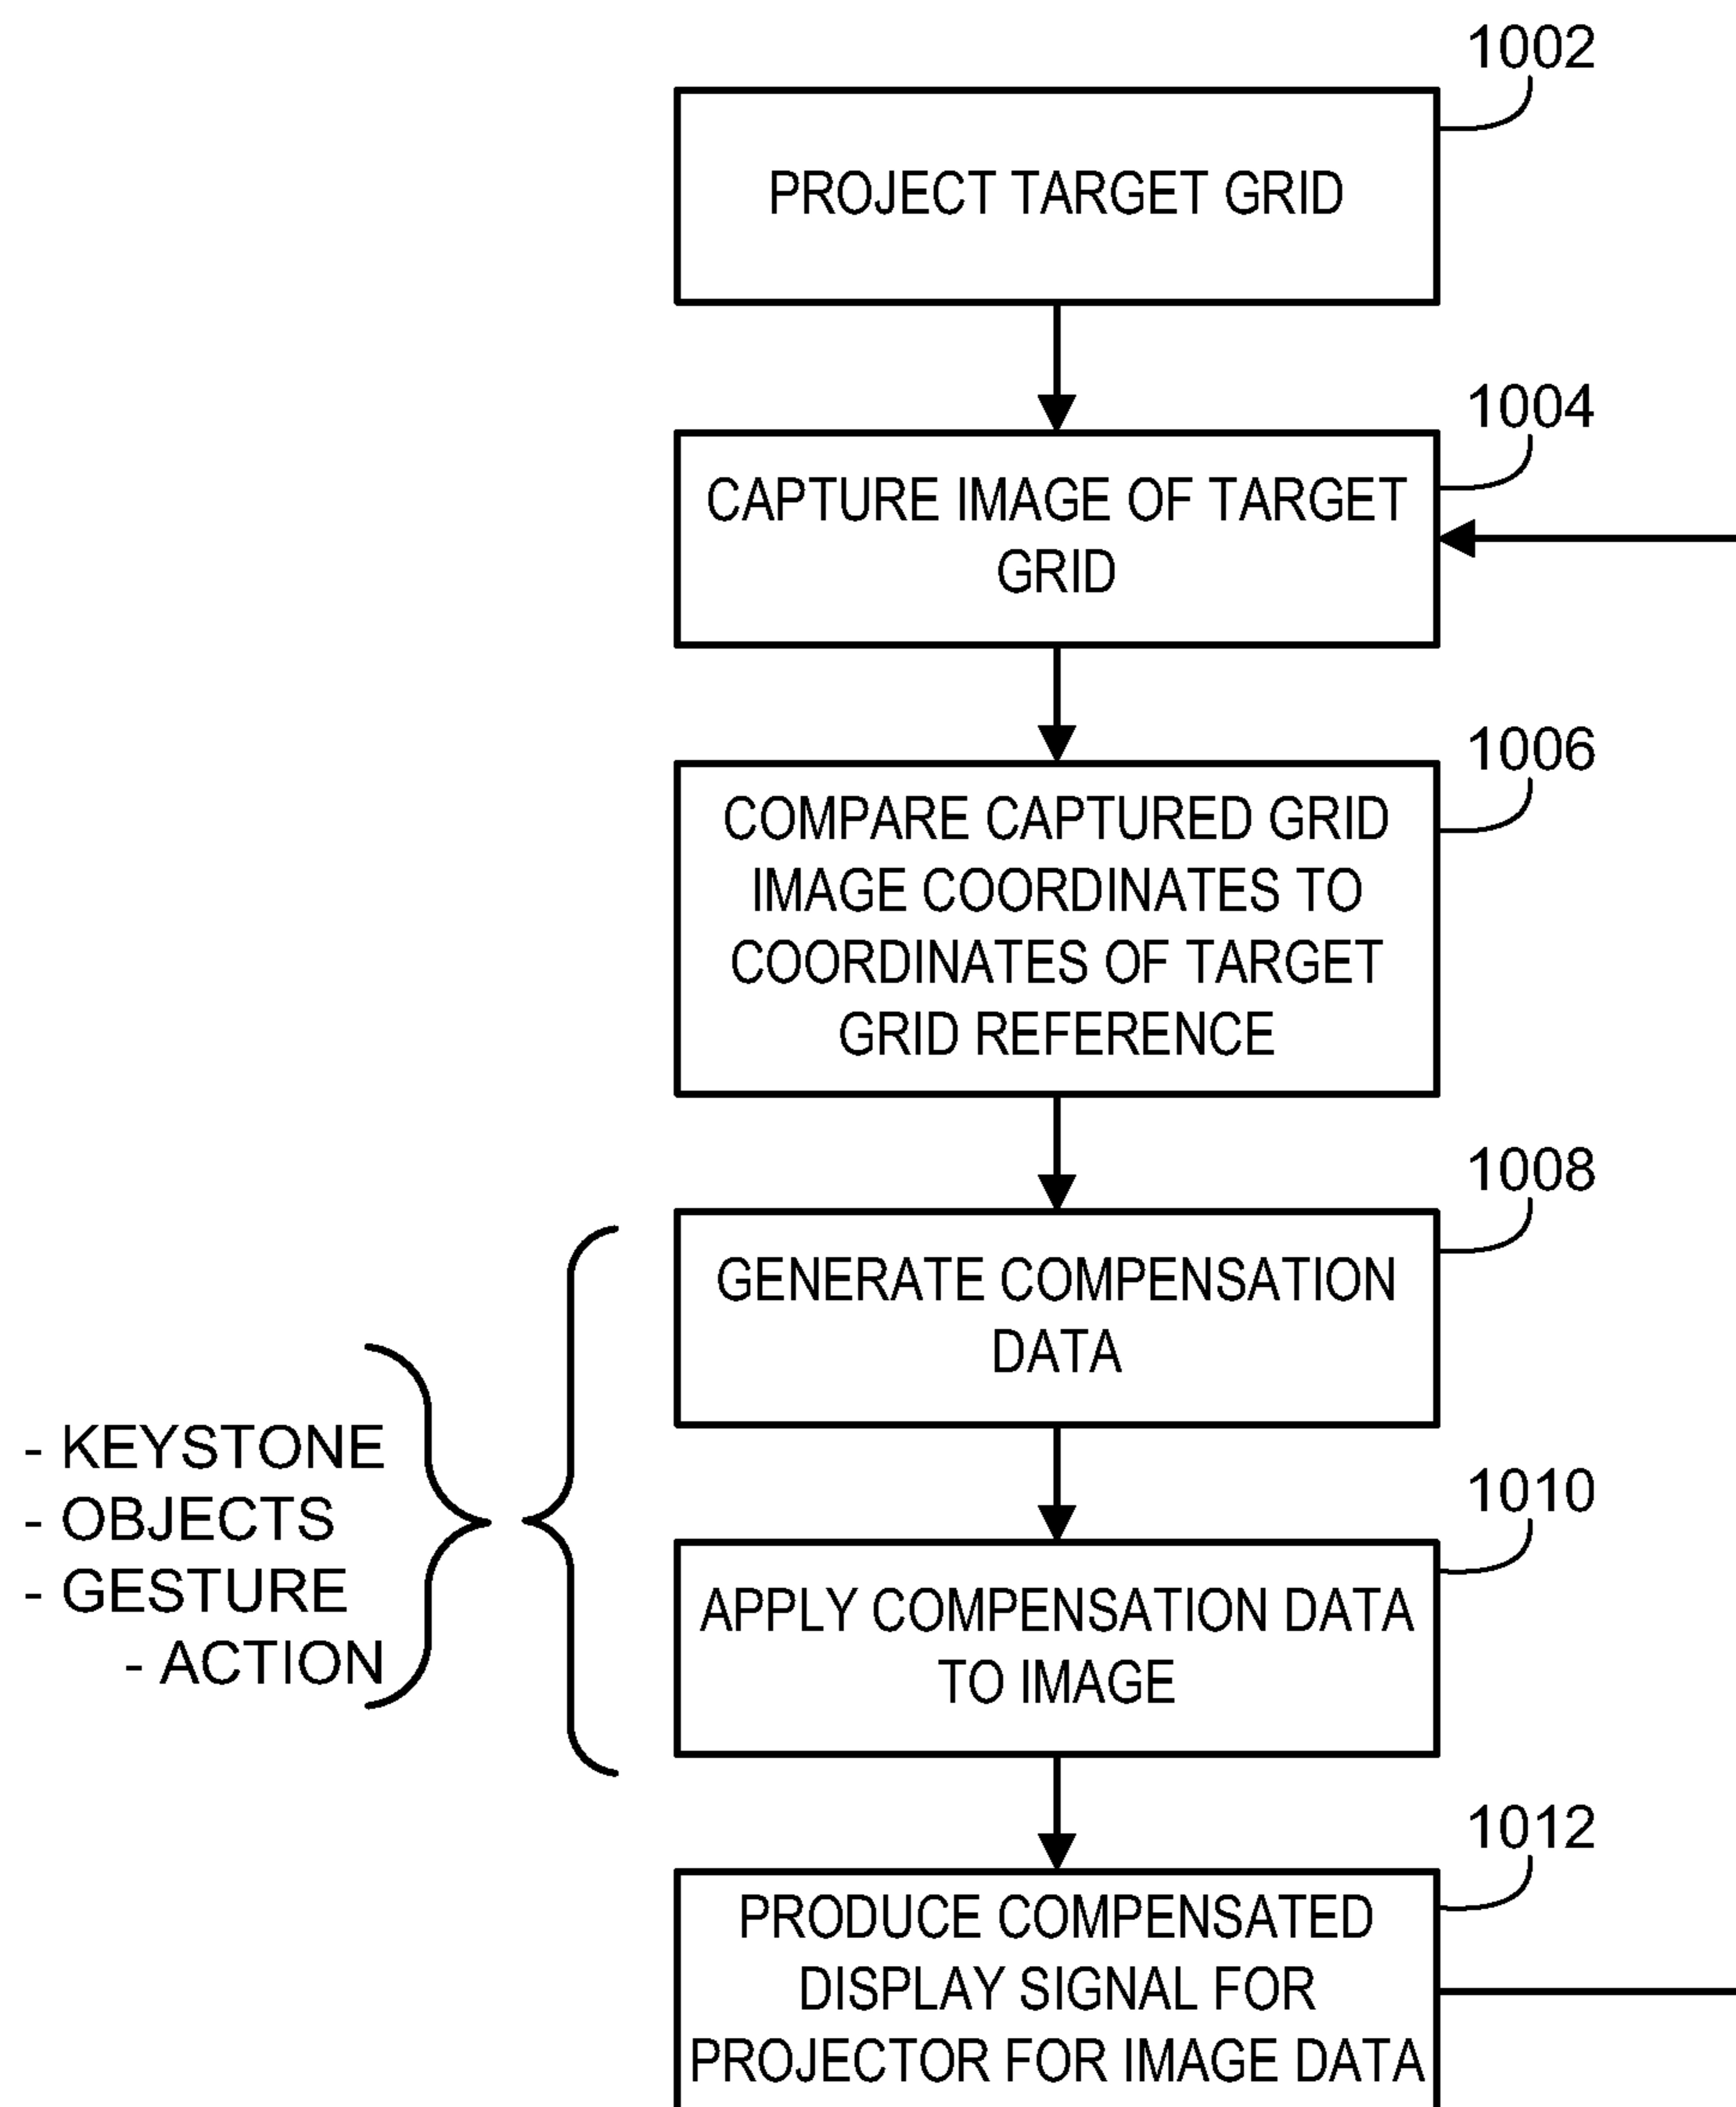 1002
PROJECT TARGET GRID
1004
CAPTURE IMAGE OF TARGET
GRID
1006
COMPARE CAPTURED GRID
IMAGE COORDINATES TO
COORDINATES OF TARGET
GRID REFERENCE
1008
GENERATE COMPENSATION
DATA
- KEYSTONE
- OBJECTS
- GESTURE
- ACTION
1010
APPLY COMPENSATION DATA
TO IMAGE
1012
PRODUCE COMPENSATED
DISPLAY SIGNAL FOR
PROJECTOR FOR IMAGE DATA